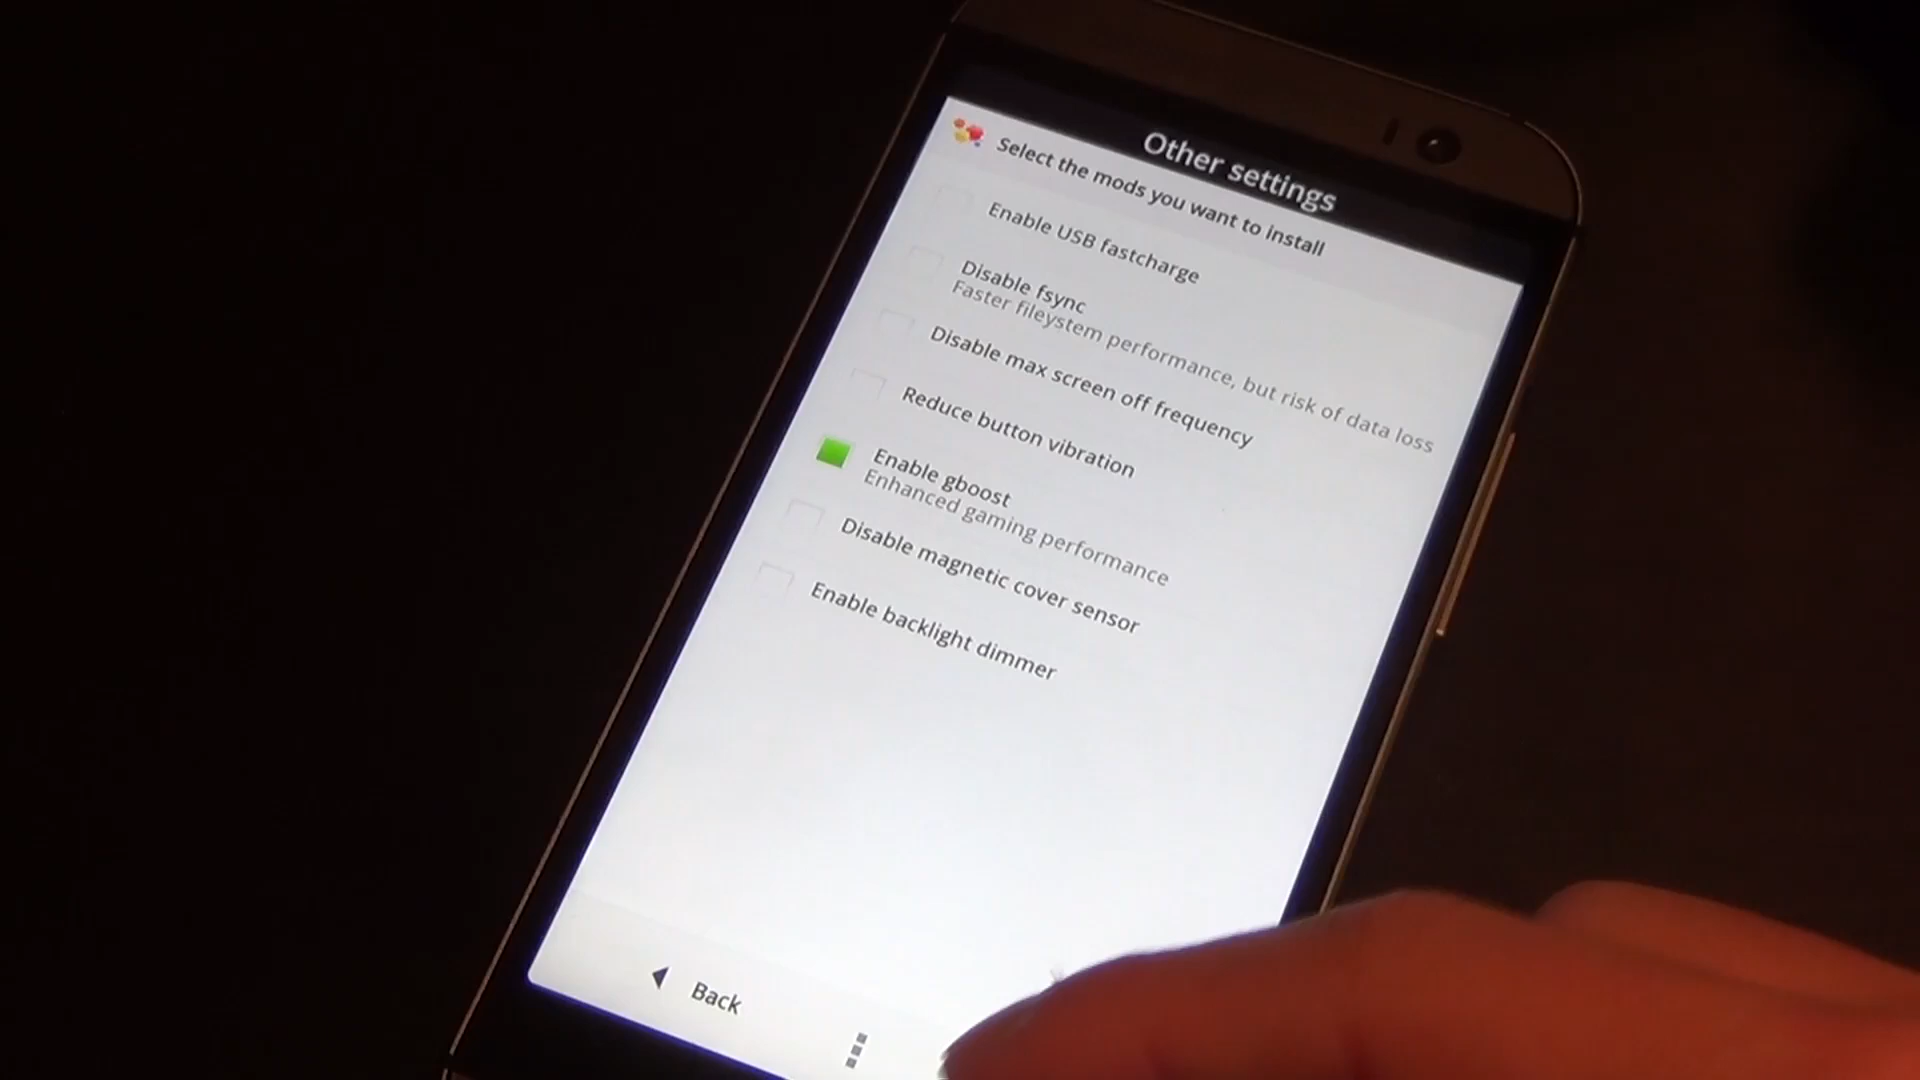 Other settings
Select the mods you want to install
Enable USB fastcharge
Disable fsync
Faster fileystem performance, but risk of data loss
Disable max screen off frequency
Reduce button vibration
Enable gboost
Enhanced gaming performance
Disable magnetic cover sensor
Enable backlight dimmer
Back